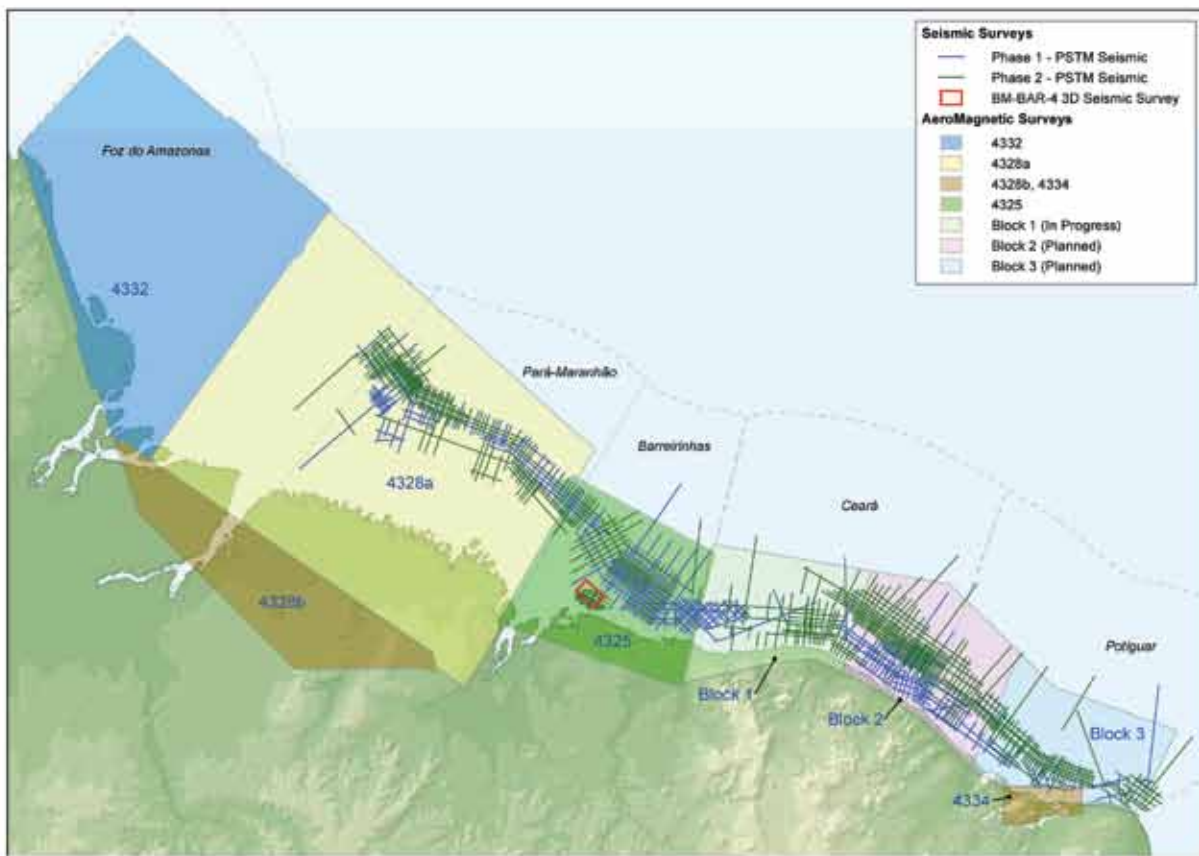 Seismic Surveys
Phase 1 - PSTM Seismic
Phase 2 - PSTM Seismic
BM-BAR-4 3D Seismic Survey
AeroMagnetic Surveys
4332
4328a
4328b, 4334
4325
Block 1 (In Progress)
Block 2 (Planned)
Block 3 (Planned)
Foz do Amazonas
4332
Pará-Maranhão
Barreirinhas
4328a
Ceará
4328b
4325
Potiguar
Block 1
Block 2
Block 3
4334